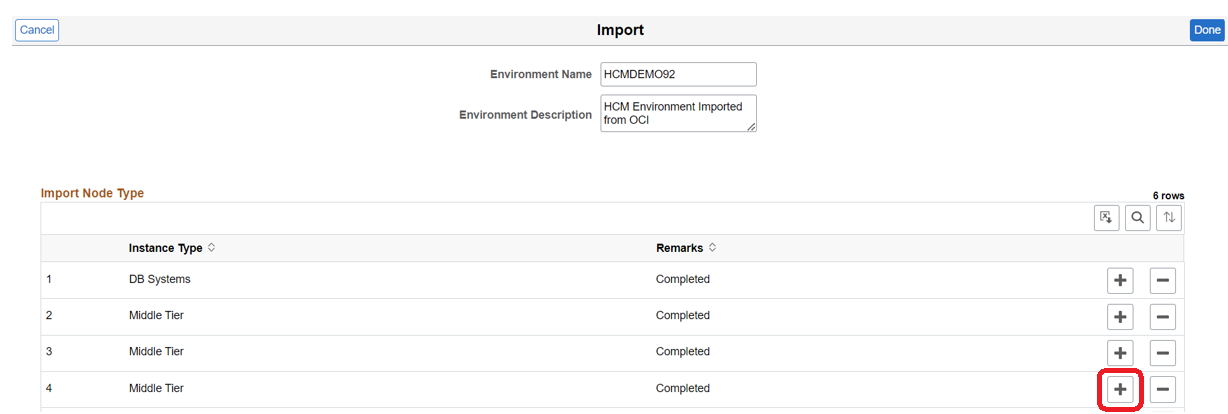 Cancel
Import
Done
Environment Name HCMDEMO92
Environment Description HCM Environment Imported
from OCI
Import Node Type
6 rows
Instance Type Remarks
1 DB Systems Completed
2 Middle Tier Completed
3 Middle Tier Completed
4 Middle Tier Completed